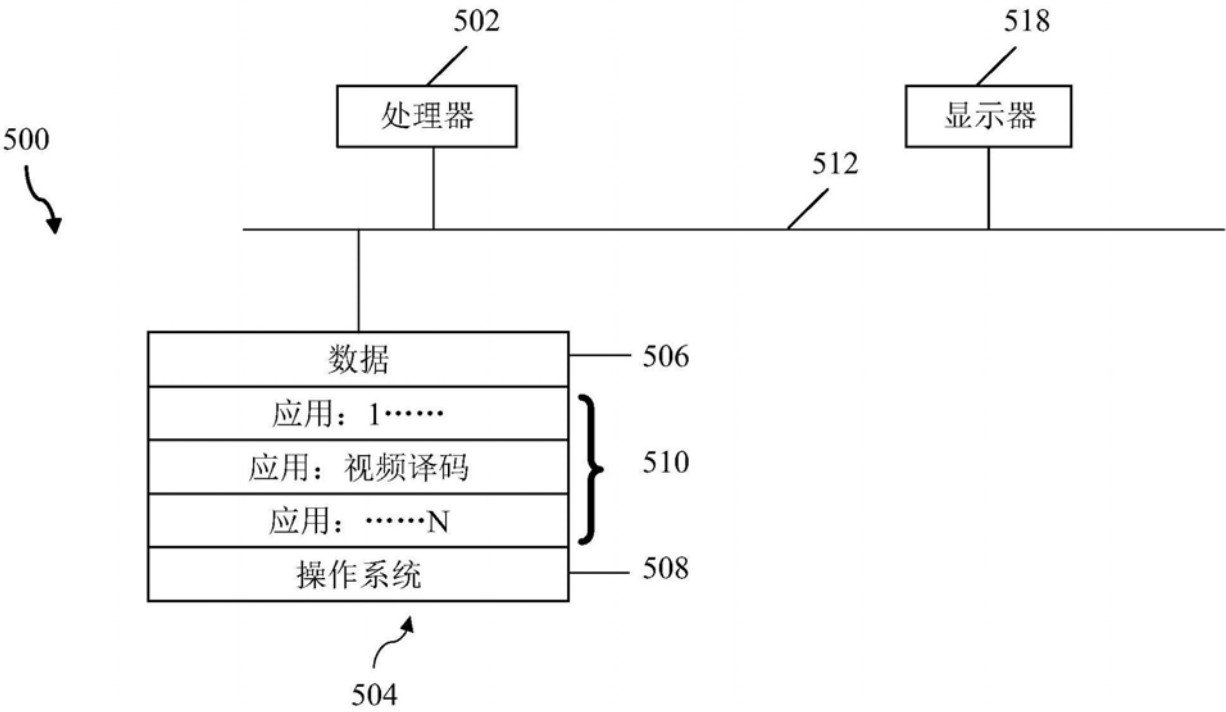 502
518
处理器
显示器
500
512
数据
506
应用：1……
应用：视频译码
510
应用：……N
操作系统
508
504